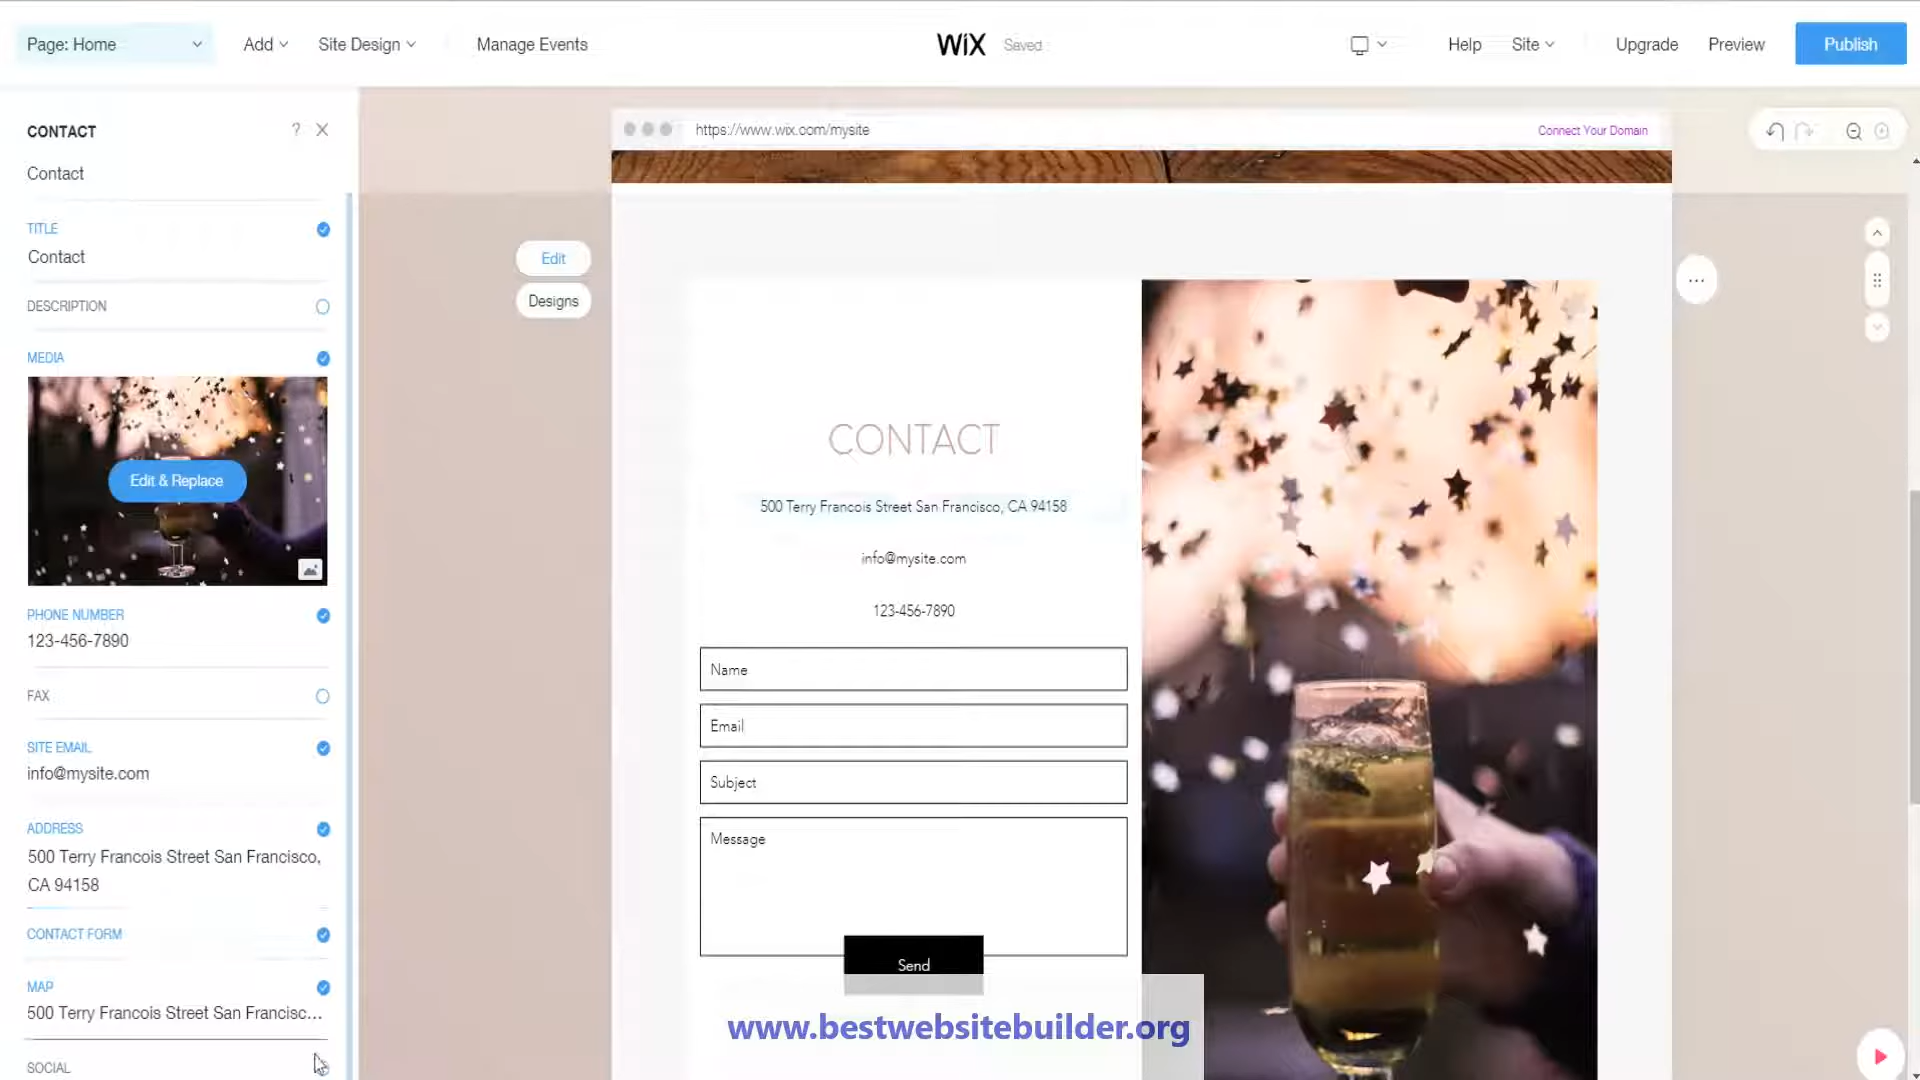 Page: Home
Add
Site Design
Manage Events
WiX
Saved
Help
Site
Upgrade
Preview
Publish
CONTACT
?
Contact
TITLE
Contact
DESCRIPTION
MEDIA
Edit & Replace
PHONE NUMBER
123-456-7890
FAX
SITE EMAIL
info@mysite.com
ADDRESS
500 Terry Francois Street San Francisco,
CA 94158
CONTACT FORM
MAP
500 Terry Francois Street San Francisc...
SOCIAL
Edit
Designs
https://www.wix.com/mysite
Connect Your Domain
CONTACT
500 Terry Francois Street San Francisco, CA 94158
info@mysite.com
123-456-7890
Name
Email
Subject
Message
Send
www.bestwebsitebuilder.org